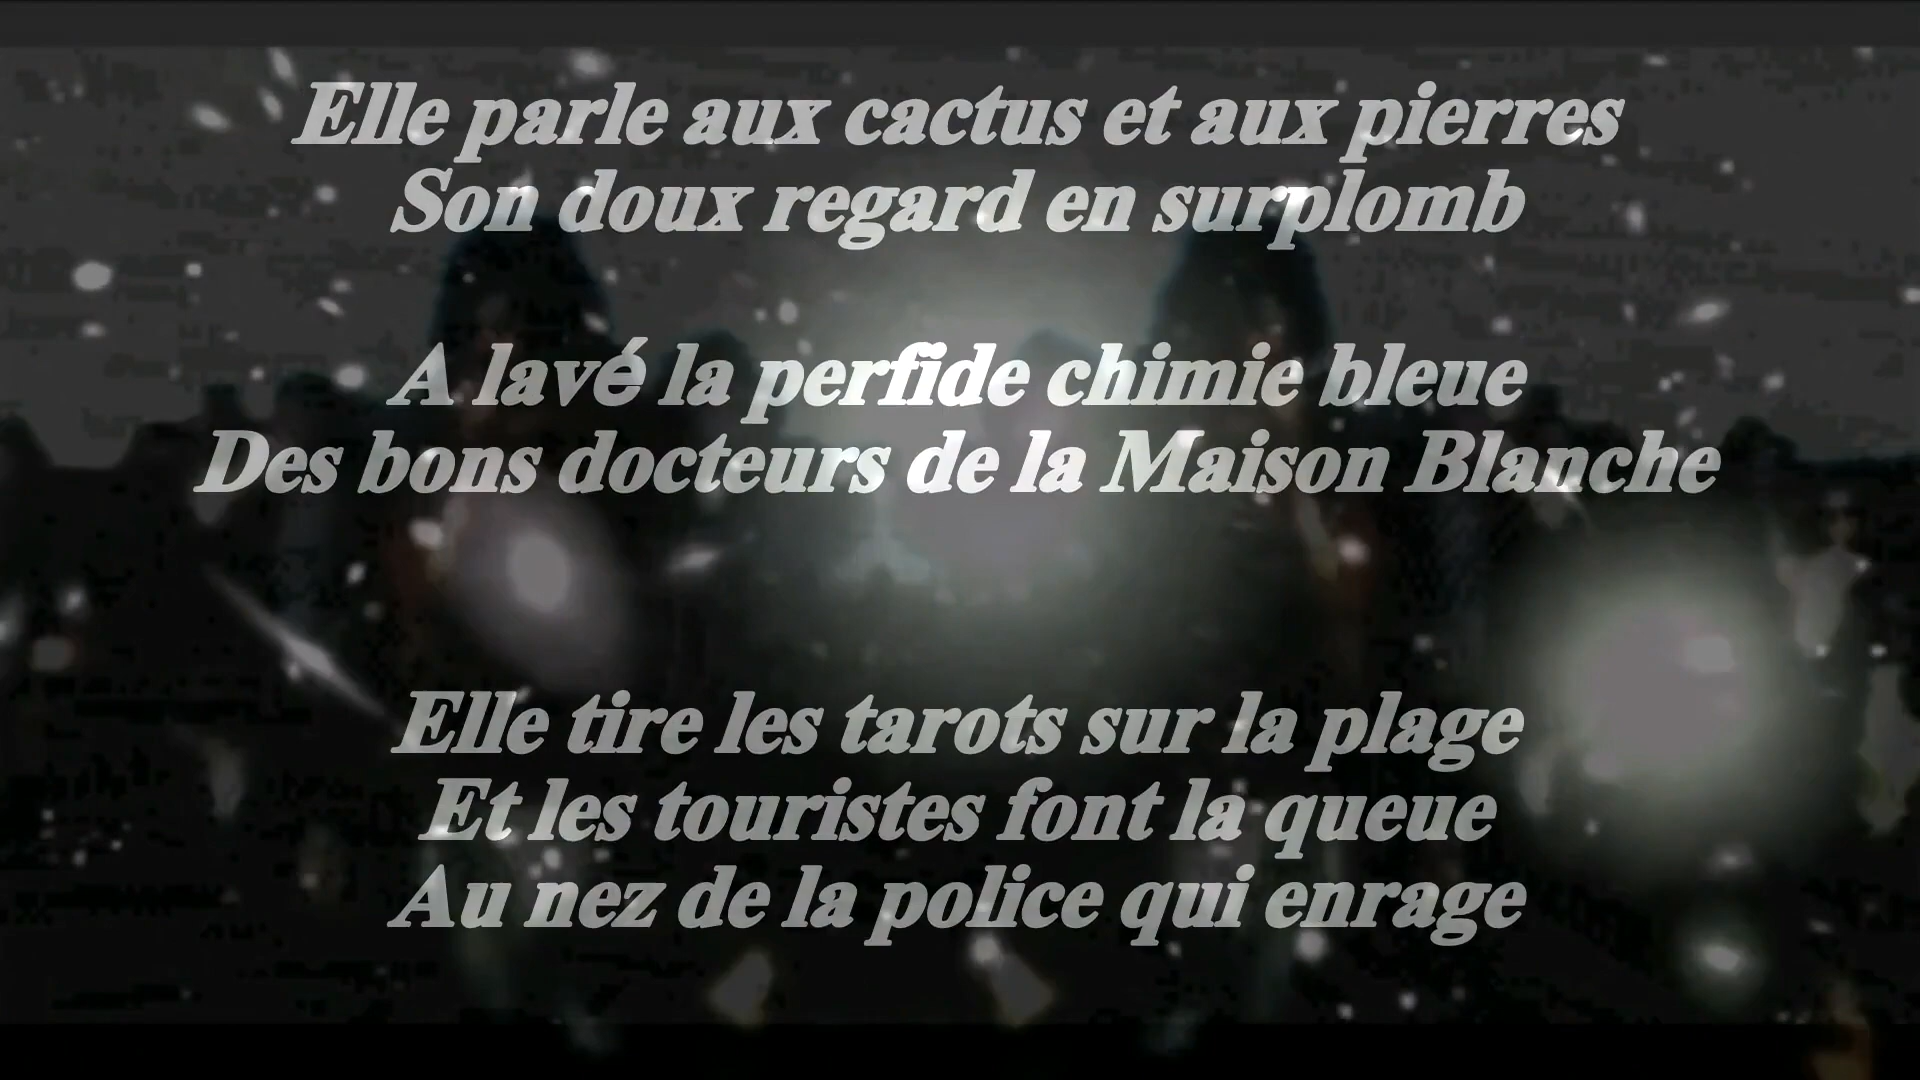 Elle parle aux cactus et aux pierres
Son doux regard en surplomb
A lavé la perfide chimie bleue
Des bons docteurs de la Maison Blanche
Elle tire les tarots sur la plage
Et les touristes font la queue
Au nez de la police qui enrage